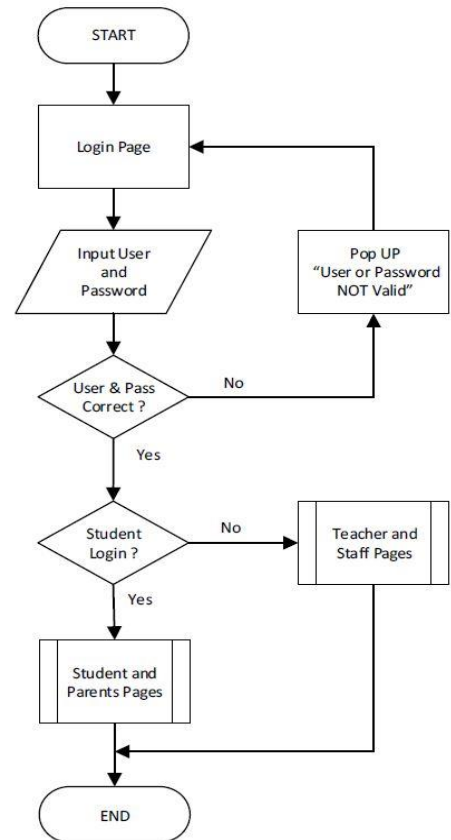 START
Login Page
Input User
and
Password
Pop UP
“User or Password
NOT Valid”
User & Pass
Correct ?
No
Yes
Student
Login ?
No
Teacher and
Staff Pages
Yes
Student and
Parents Pages
END